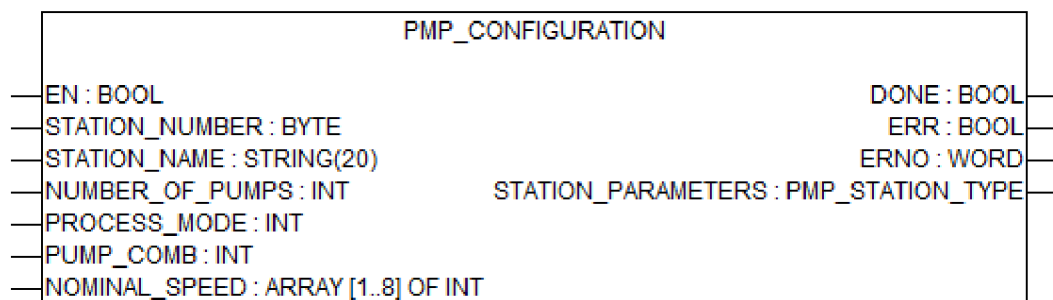 PMP_CONFIGURATION
EN : BOOL DONE : BOOL
STATION_NUMBER : BYTE ERR : BOOL
STATION_NAME : STRING(20) ERNO : WORD
NUMBER_OF_PUMPS : INT STATION_PARAMETERS : PMP_STATION_TYPE
PROCESS_MODE : INT
PUMP_COMB : INT
NOMINAL_SPEED : ARRAY [1..8] OF INT